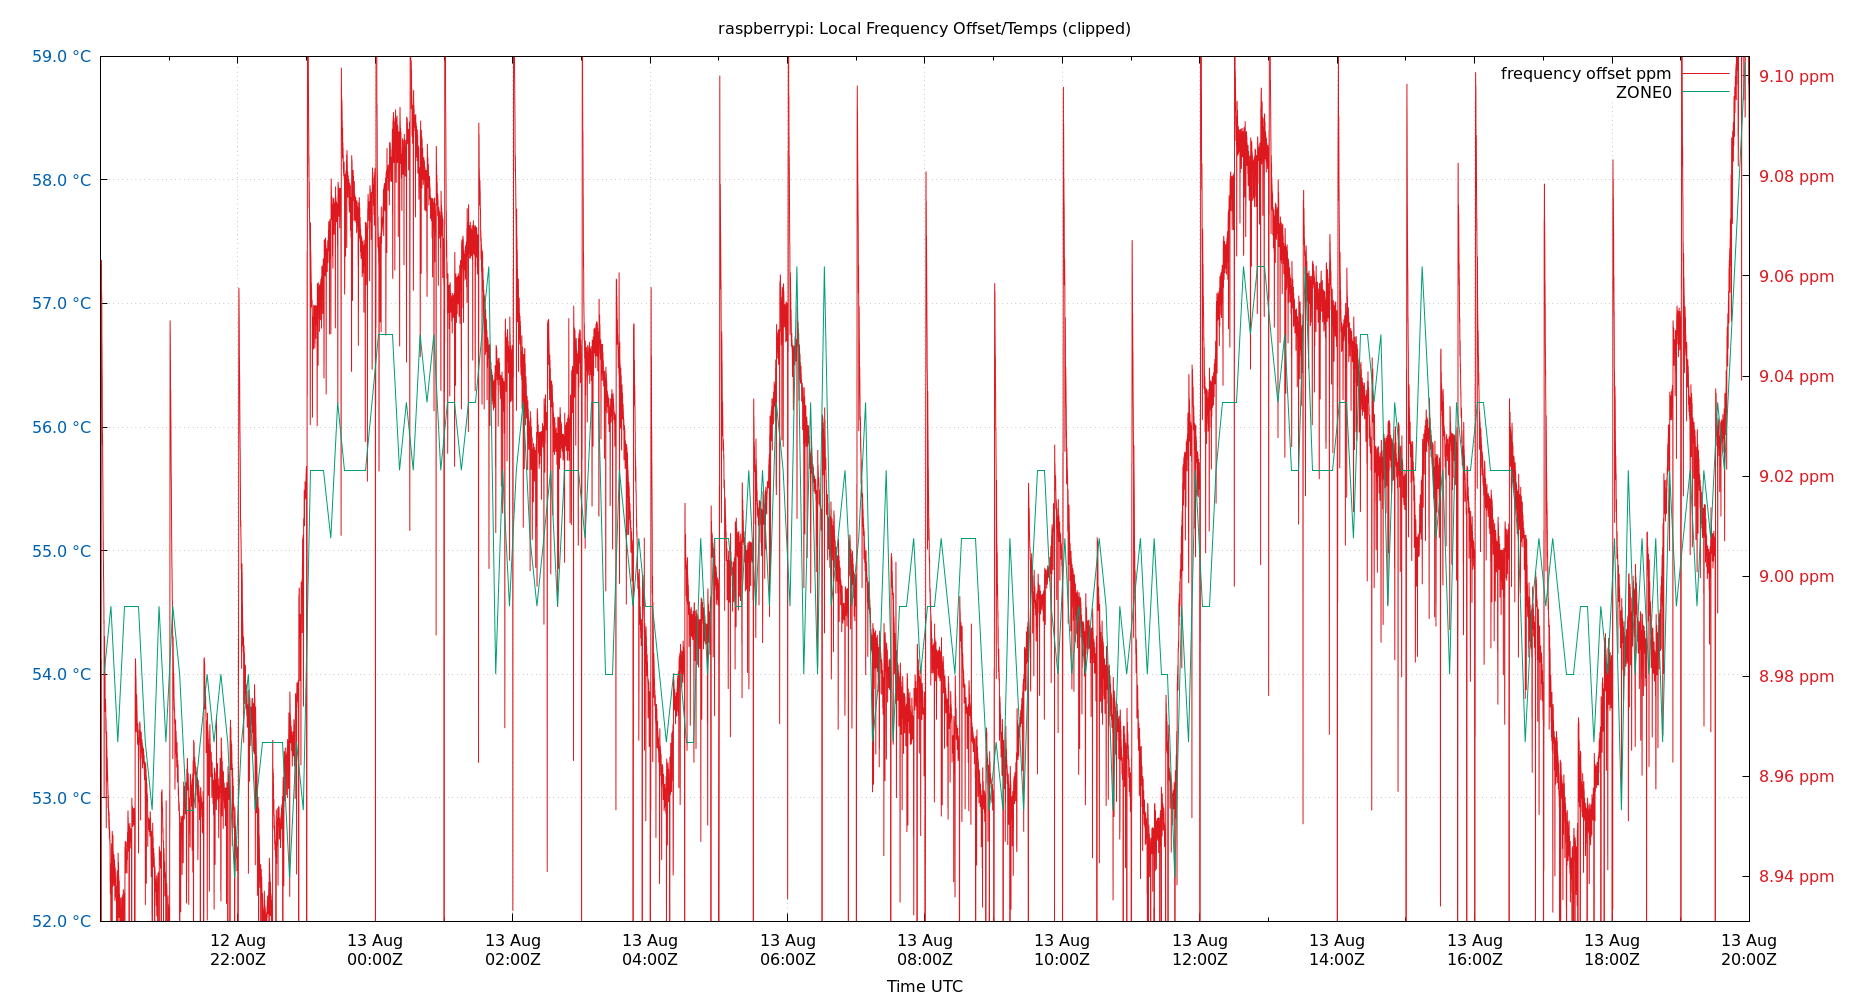 raspberrypi: Local Frequency Offset/Temps (clipped)
59.0 °C
58.0 °C
57.0 °C
56.0 °C
55.0 °C
54.0 °C
53.0 °C
52.0 °C
frequency offset ppm
ZONE0
9.10 ppm
9.08 ppm
9.06 ppm
9.04 ppm
9.02 ppm
9.00 ppm
8.98 ppm
8.96 ppm
8.94 ppm
12 Aug
22:00Z
13 Aug
00:00Z
13 Aug
02:00Z
13 Aug
04:00Z
13 Aug
06:00Z
13 Aug
08:00Z
13 Aug
10:00Z
13 Aug
12:00Z
13 Aug
14:00Z
13 Aug
16:00Z
13 Aug
18:00Z
13 Aug
20:00Z
Time UTC